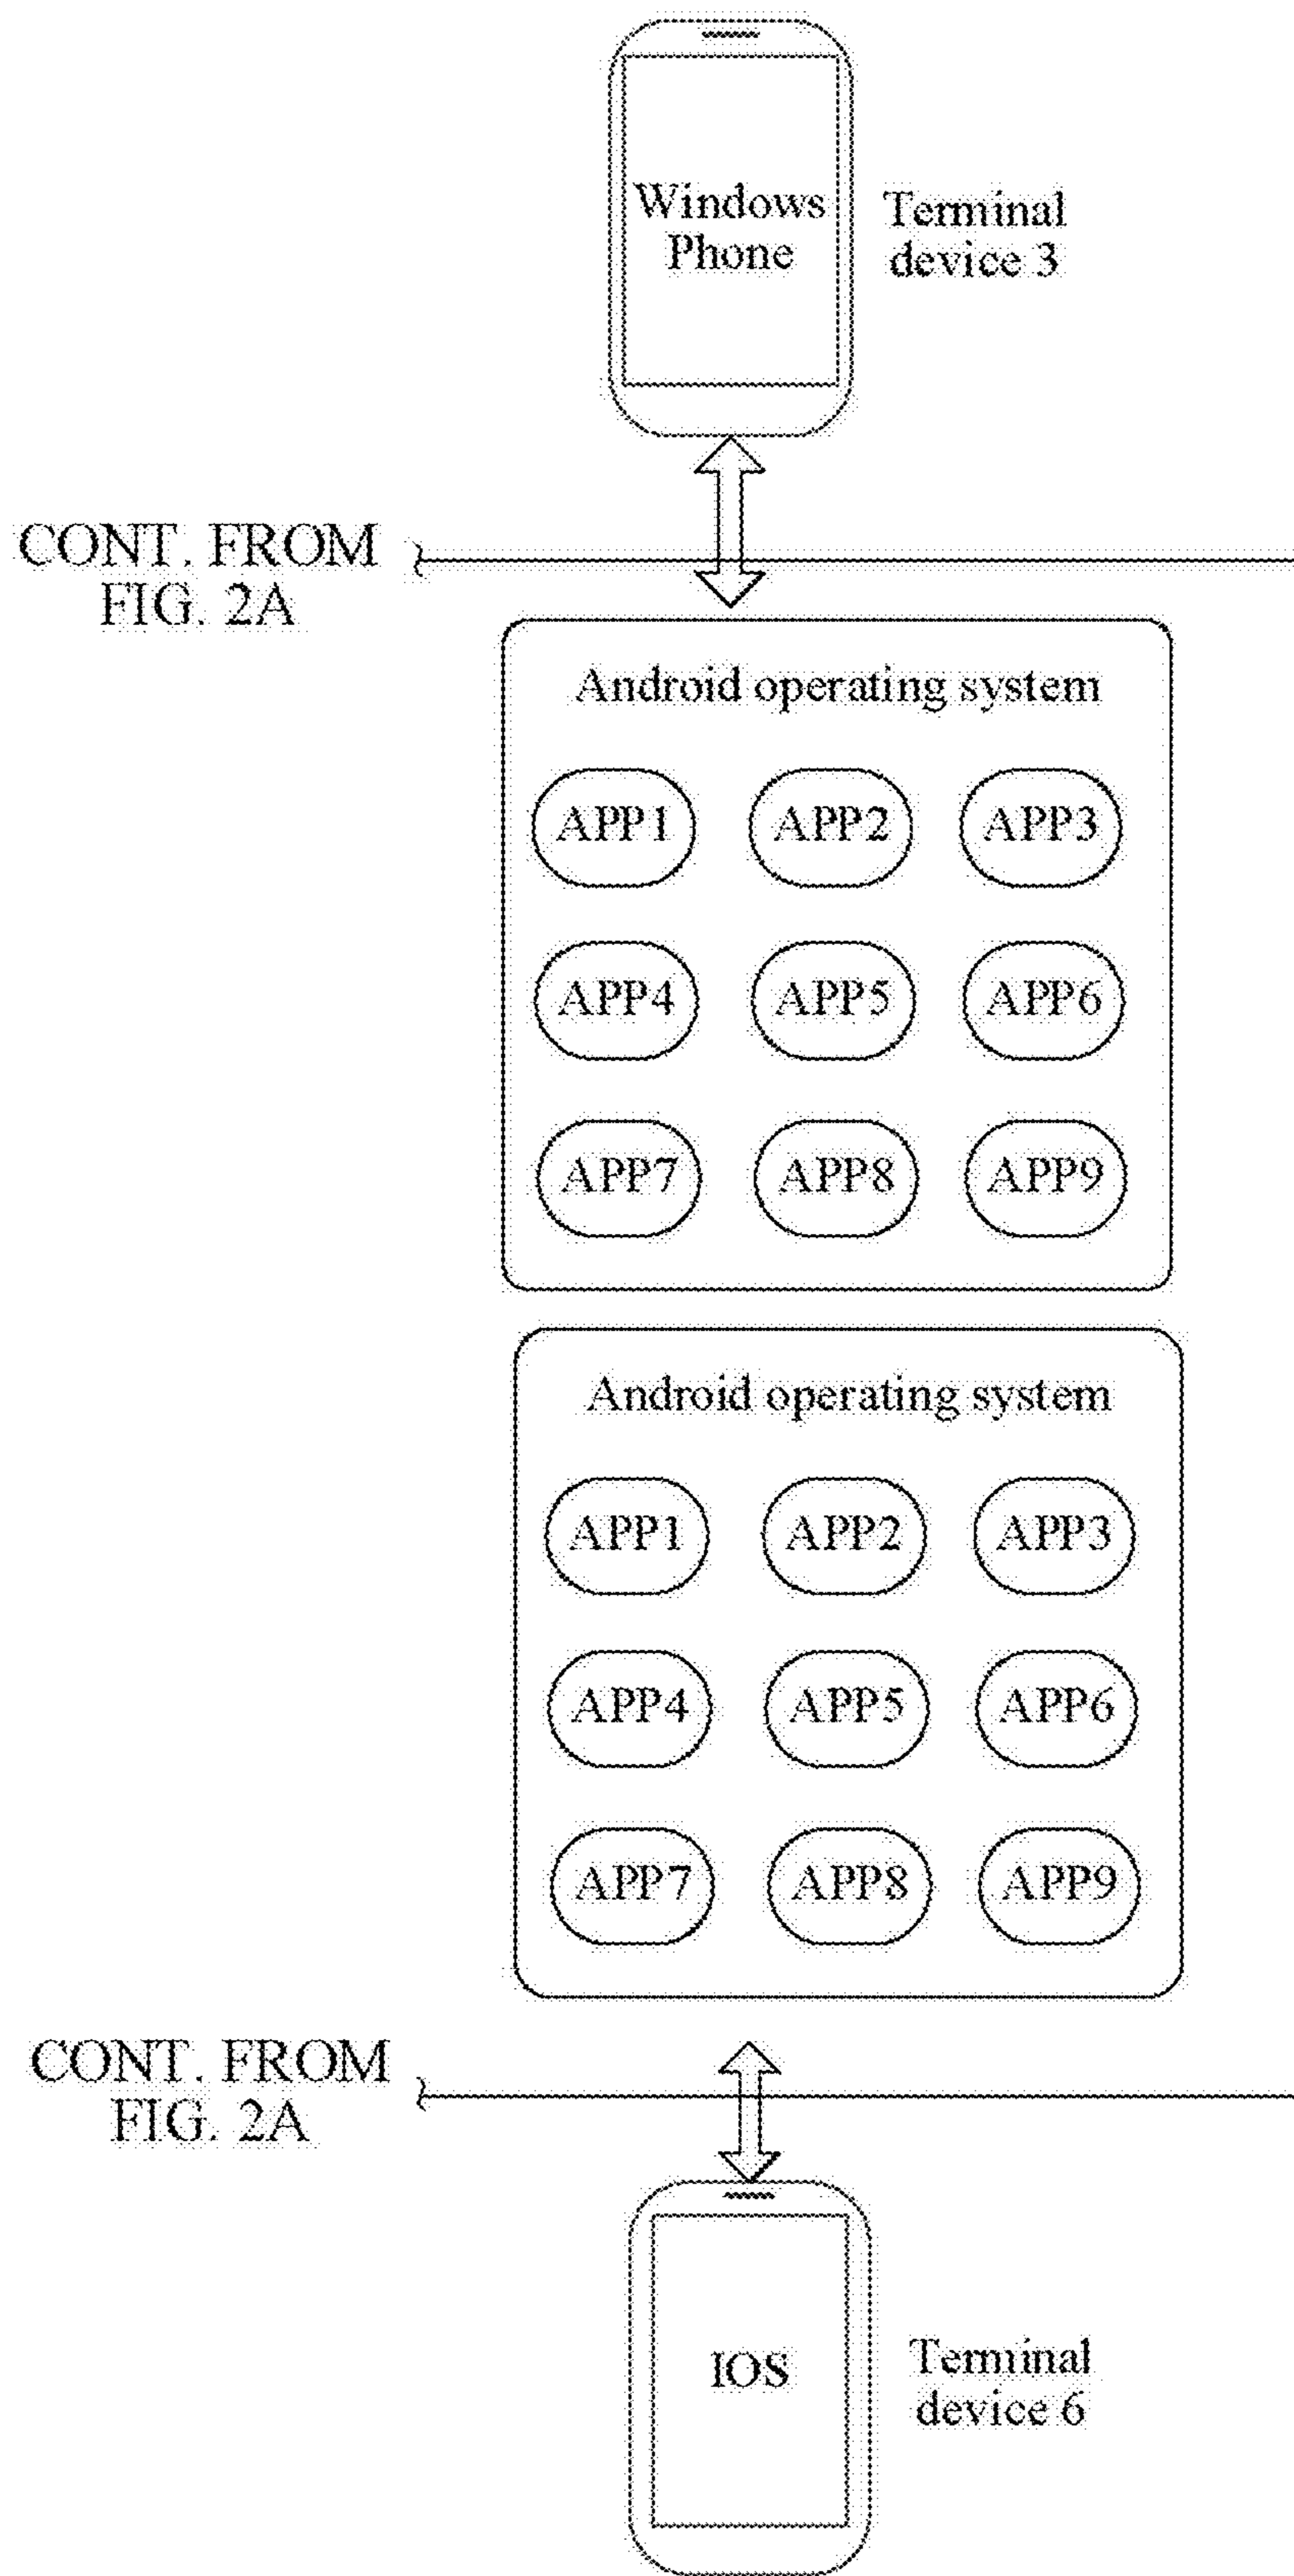 Windows
Phone
Terminal
device 3
CONT. FROM
FIG. 2A
Android operating system
APP1 APP2 APP3
APP4 APP5 APP6
APP7 APP8 APP9
Android operating system
APP1 APP2 APP3
APP4 APP5 APP6
APP7 APP8 APP9
CONT. FROM
FIG. 2A
IOS
Terminal
device 6